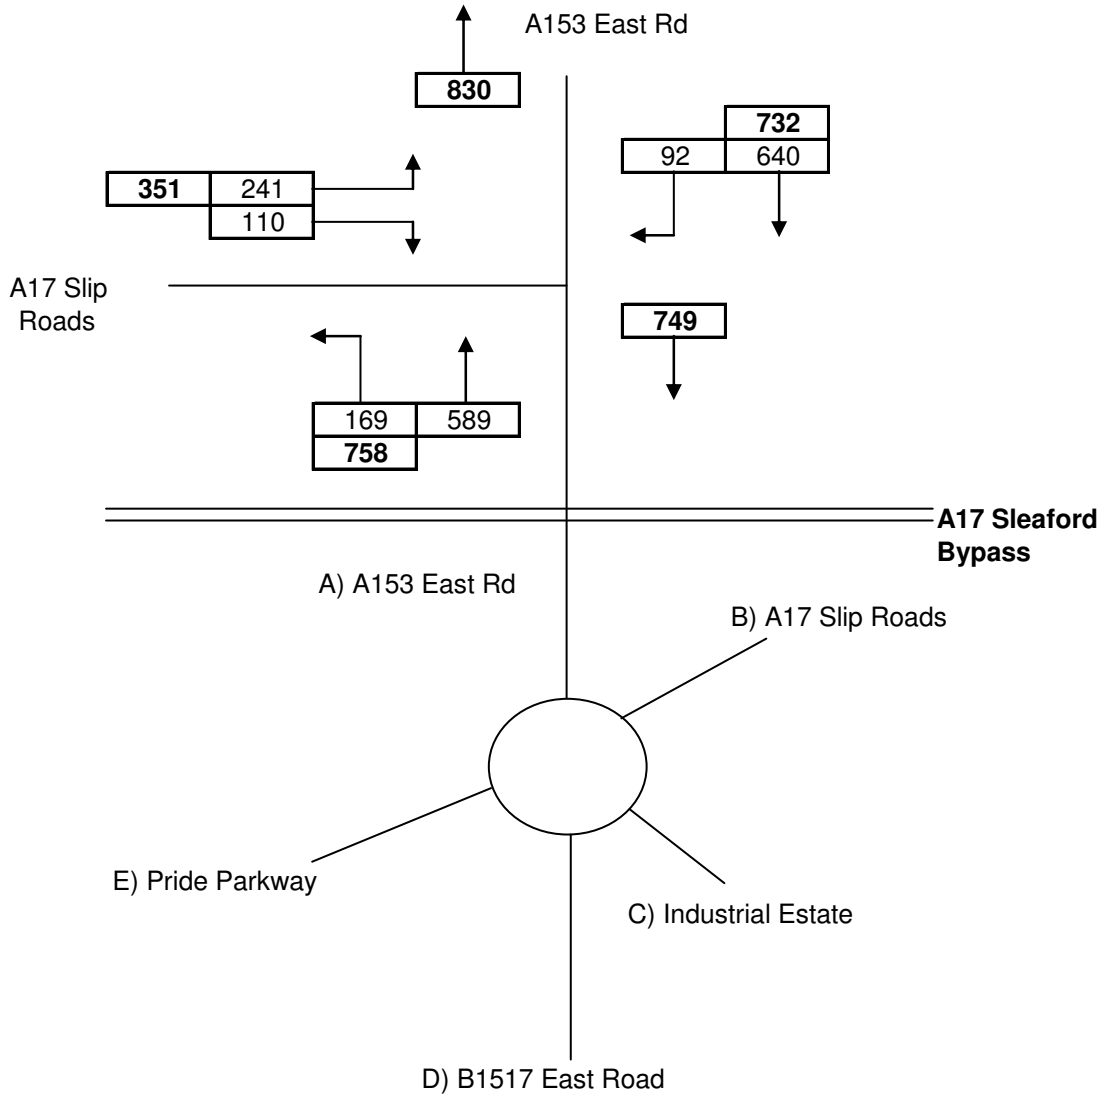 A153 East Rd
830
732
92 640
351 241
110
A17 Slip
Roads
749
169 589
758
A17 Sleaford
Bypass
A) A153 East Rd
B) A17 Slip Roads
E) Pride Parkway
C) Industrial Estate
D) B1517 East Road